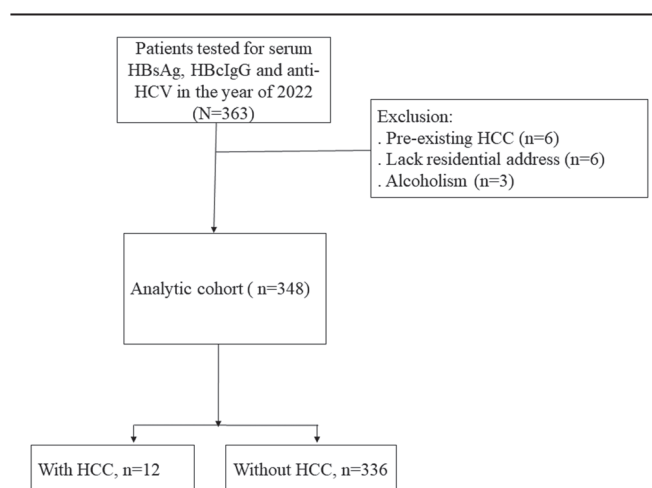 Patients tested for serum
HBsAg, HBcIgG and anti-
HCV in the year of 2022
(N=363)
Exclusion:
. Pre-existing HCC (n=6)
. Lack residential address (n=6)
. Alcoholism (n=3)
Analytic cohort ( n=348)
With HCC, n=12
Without HCC, n=336